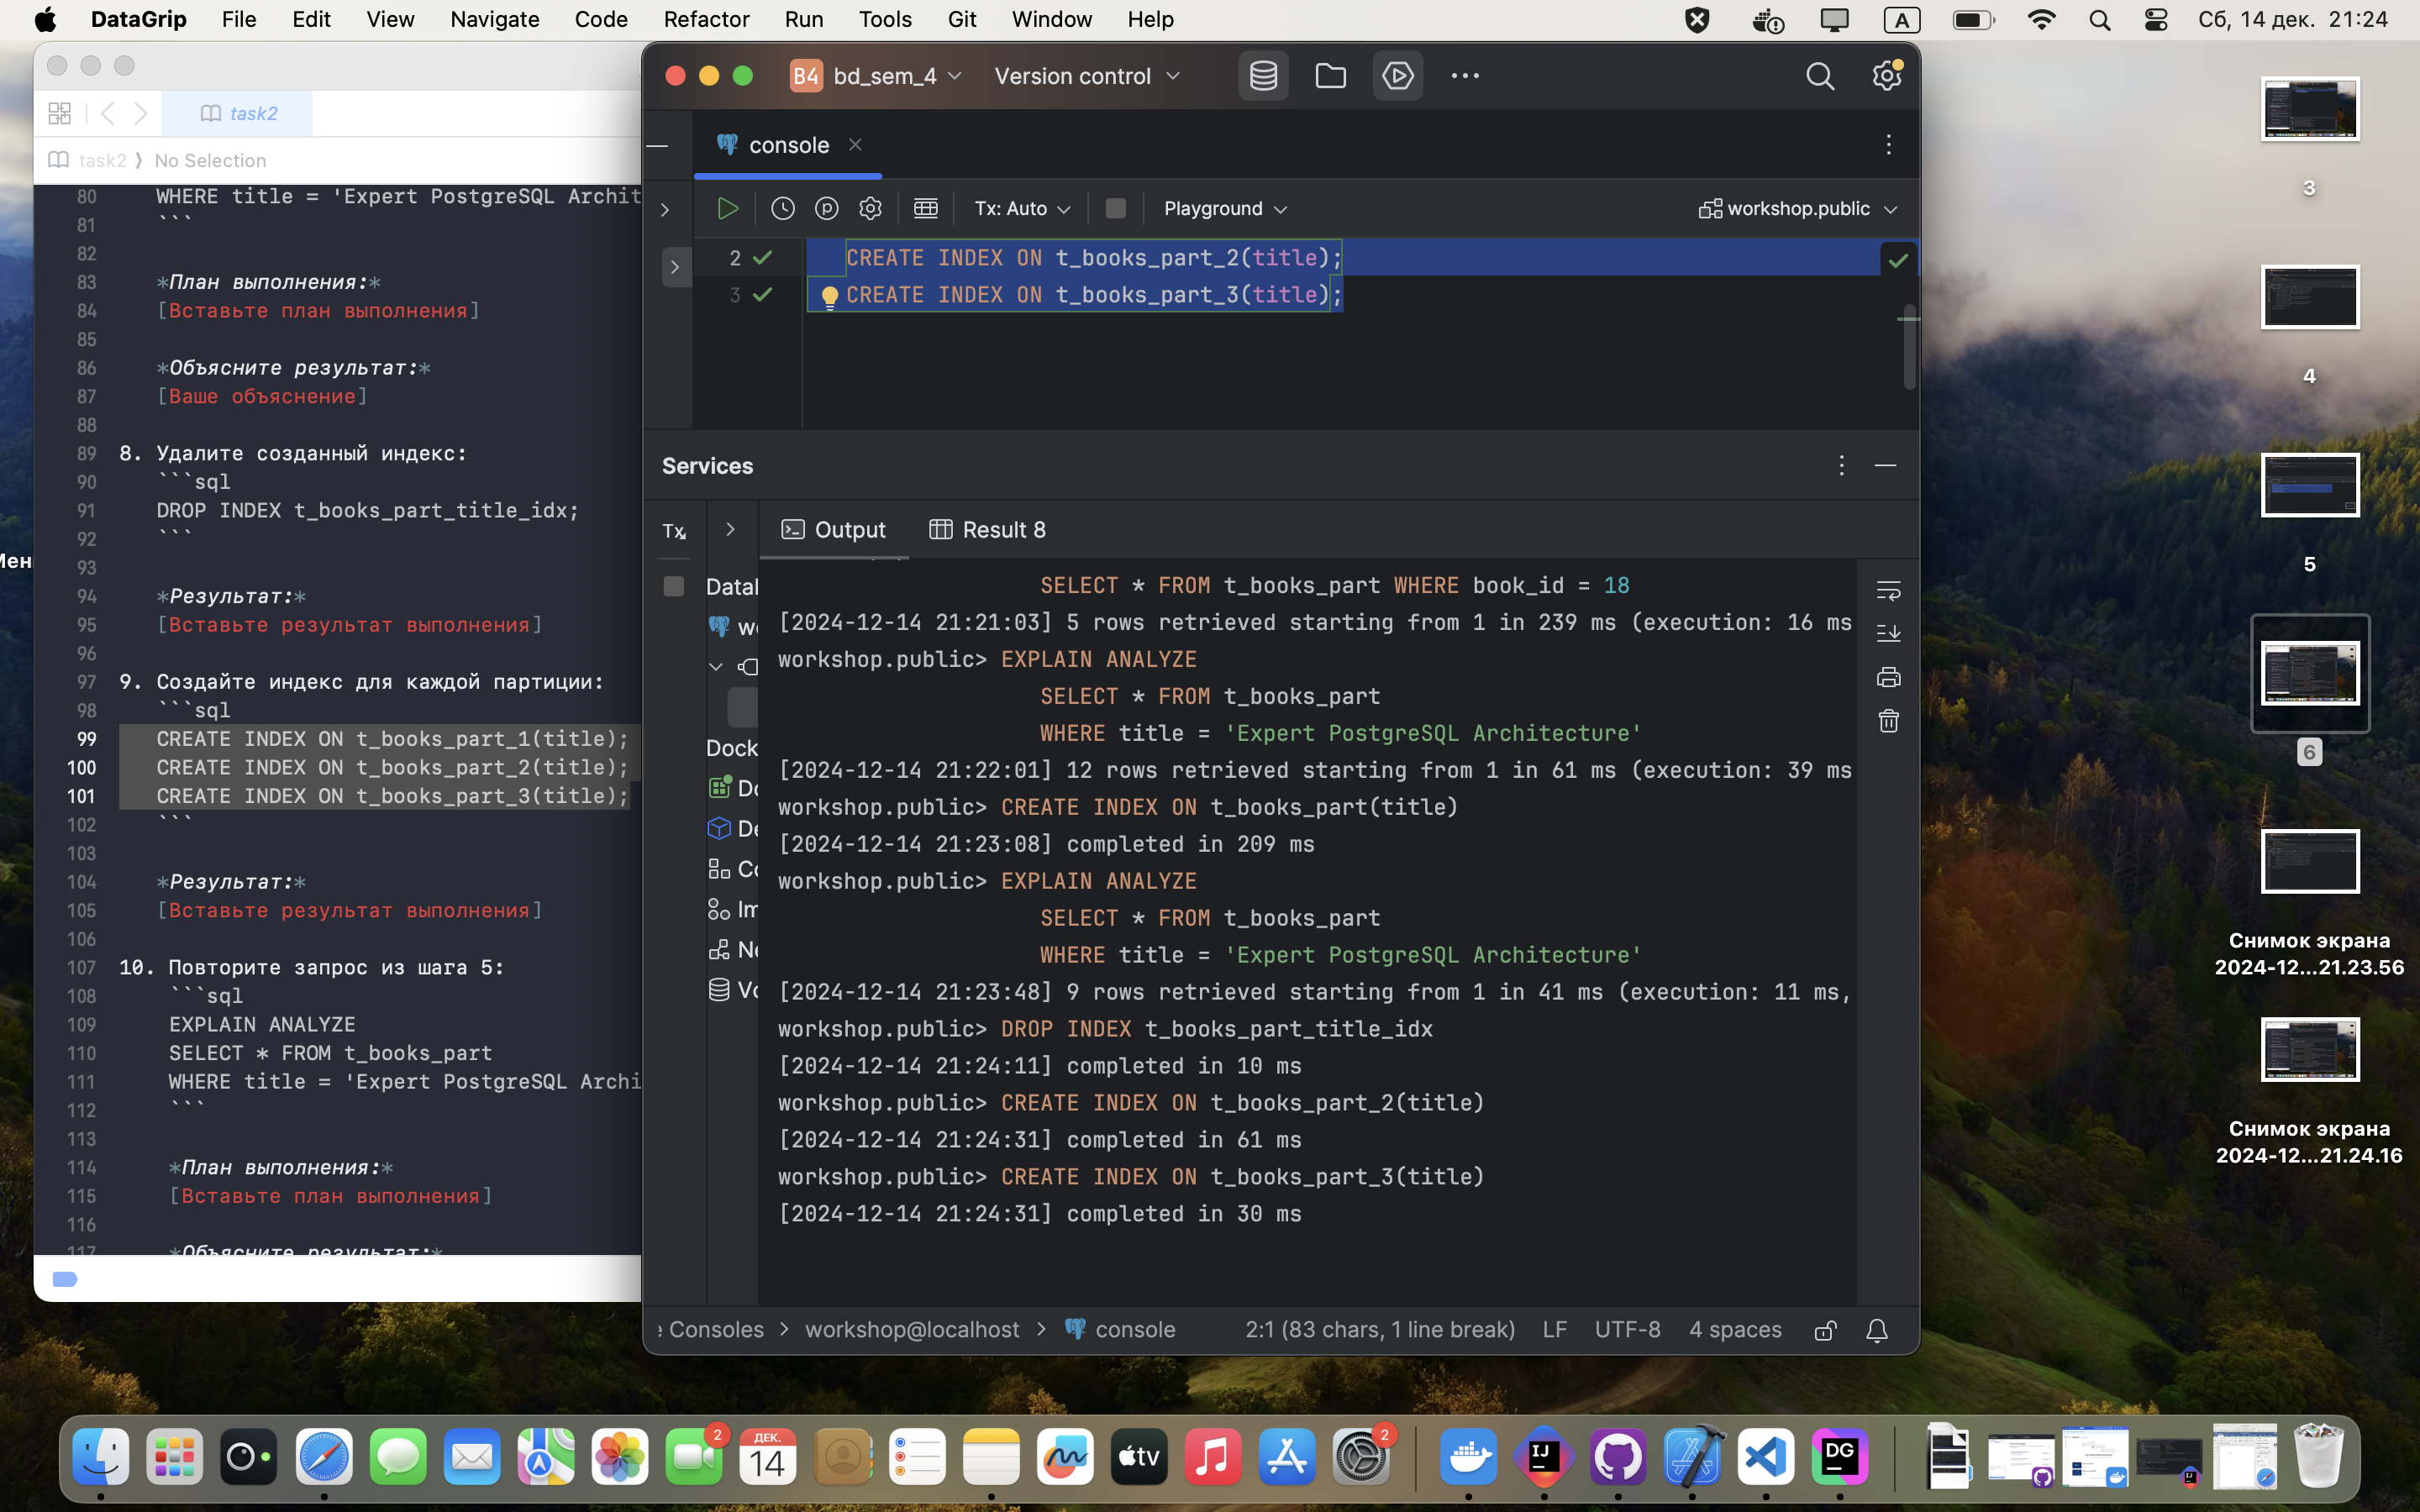 DataGrip File Edit View Navigate Code Refactor Run Tools Git Window Help
A Сб, 14 дек. 21:24
task2
task2 No Selection
80 WHERE title = 'Expert PostgreSQL Archit
81 ```
82
83 *План выполнения:*
84 [Вставьте план выполнения]
85
86 *Объясните результат:*
87 [Ваше объяснение]
88
89 8. Удалите созданный индекс:
90 ```sql
91 DROP INDEX t_books_part_title_idx;
92 ```
93
94 *Результат:*
95 [Вставьте результат выполнения]
96
97 9. Создайте индекс для каждой партиции:
98 ```sql
99 CREATE INDEX ON t_books_part_1(title);
100 CREATE INDEX ON t_books_part_2(title);
101 CREATE INDEX ON t_books_part_3(title);
102 ```
103
104 *Результат:*
105 [Вставьте результат выполнения]
106
107 10. Повторите запрос из шага 5:
108 ```sql
109 EXPLAIN ANALYZE
110 SELECT * FROM t_books_part
111 WHERE title = 'Expert PostgreSQL Archi
112 ```
113
114 *План выполнения:*
115 [Вставьте план выполнения]
116
117 *Объясните результат:*
B4 bd_sem_4 Version control
console
Tx: Auto Playground workshop.public
2 CREATE INDEX ON t_books_part_2(title);
3 CREATE INDEX ON t_books_part_3(title);
Services
Tx Output Result 8
Datal
wo
Dock
Do
De
Co
Im
Ne
Vo
SELECT * FROM t_books_part WHERE book_id = 18
[2024-12-14 21:21:03] 5 rows retrieved starting from 1 in 239 ms (execution: 16 ms
workshop.public> EXPLAIN ANALYZE
SELECT * FROM t_books_part
WHERE title = 'Expert PostgreSQL Architecture'
[2024-12-14 21:22:01] 12 rows retrieved starting from 1 in 61 ms (execution: 39 ms
workshop.public> CREATE INDEX ON t_books_part(title)
[2024-12-14 21:23:08] completed in 209 ms
workshop.public> EXPLAIN ANALYZE
SELECT * FROM t_books_part
WHERE title = 'Expert PostgreSQL Architecture'
[2024-12-14 21:23:48] 9 rows retrieved starting from 1 in 41 ms (execution: 11 ms,
workshop.public> DROP INDEX t_books_part_title_idx
[2024-12-14 21:24:11] completed in 10 ms
workshop.public> CREATE INDEX ON t_books_part_2(title)
[2024-12-14 21:24:31] completed in 61 ms
workshop.public> CREATE INDEX ON t_books_part_3(title)
[2024-12-14 21:24:31] completed in 30 ms
Consoles workshop@localhost console 2:1 (83 chars, 1 line break) LF UTF-8 4 spaces
3
4
5
6
Снимок экрана
2024-12...21.23.56
Снимок экрана
2024-12...21.24.16
2
ДЕК.
14
tv
2
IJ
DG